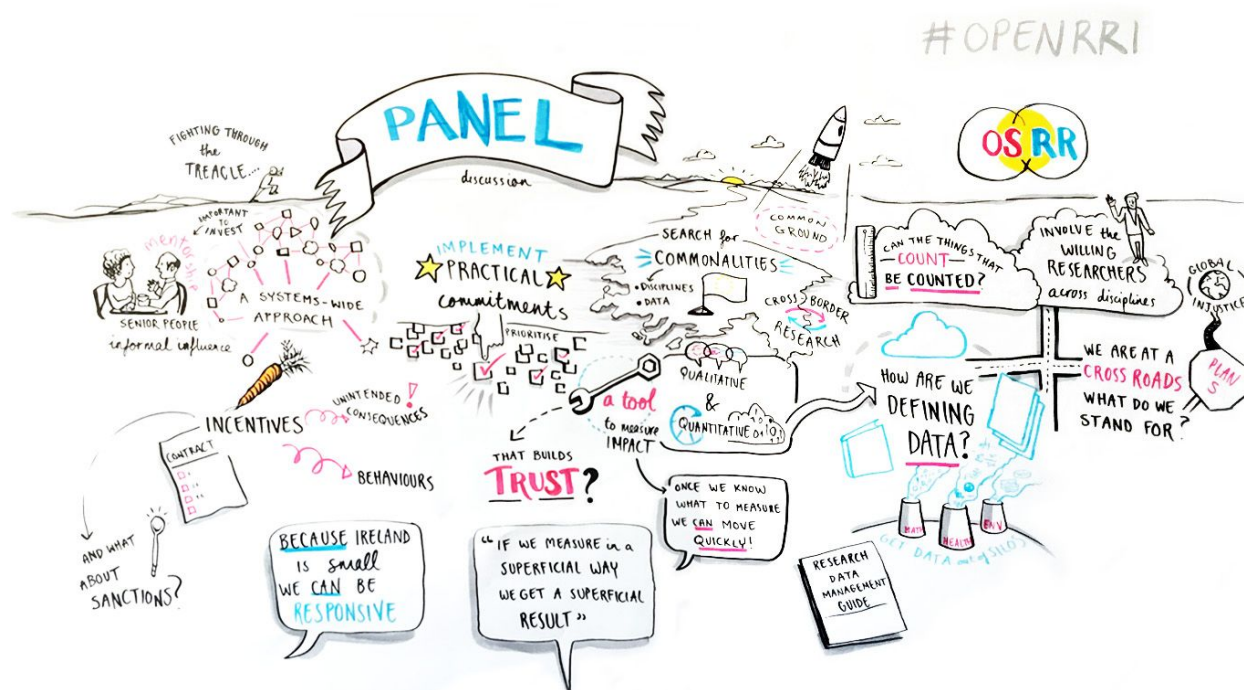 #OPENRRI
PANEL
discussion
OSRR
FIGHTING THROUGH
the
TREACLE....
IMPORTANT
TO
INVEST
mentorship
SENIOR PEOPLE
informal influence
A SYSTEMS-WIDE
APPROACH
IMPLEMENT
PRACTICAL
commitments
PRIORITISE
SEARCH for
COMMONALITIES
• DISCIPLINES
• DATA
COMMON
GROUND
CROSS-BORDER
RESEARCH
CAN THE THINGS THAT
COUNT
BE COUNTED?
INVOLVE the
WILLING
RESEARCHERS
across disciplines
GLOBAL
INJUSTICE
PLAN
S
WE ARE AT A
CROSS ROADS
WHAT DO WE
STAND FOR?
INCENTIVES
UNINTENDED !
CONSEQUENCES
BEHAVIOURS
CONTRACT
AND WHAT
ABOUT
SANCTIONS?
a tool
to measure
IMPACT
THAT BUILDS
TRUST?
QUALITATIVE
&
QUANTITATIVE
ONCE WE KNOW
WHAT TO MEASURE
WE CAN MOVE
QUICKLY!
HOW ARE WE
DEFINING
DATA?
MATH
HEALTH
ENV
GET DATA out of SILOS
BECAUSE IRELAND
IS small
WE CAN BE
RESPONSIVE
“IF WE MEASURE in a
SUPERFICIAL WAY
WE GET A SUPERFICIAL
RESULT”
RESEARCH
DATA
MANAGEMENT
GUIDE